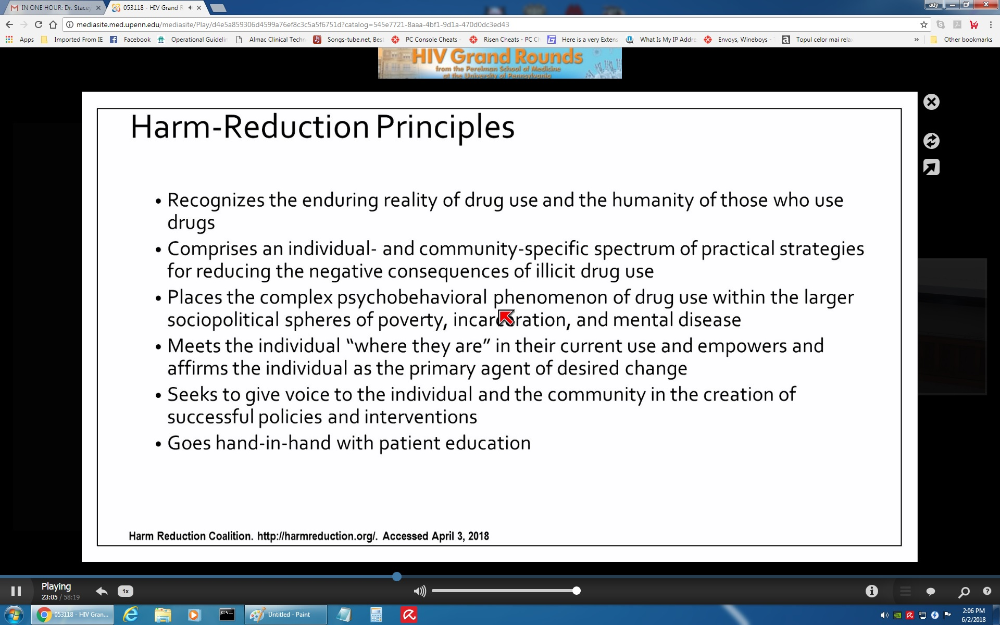 IN ONE HOUR: Dr. Stacey
053118 - HIV Grand R
ady
mediasite.med.upenn.edu/mediasite/Play/d4e5a859306d4599a76ef8c3c5a5f6751d?catalog=545e7721-8aaa-4bf1-9d1a-470d0dc3ed43
Apps Imported From IE Facebook Operational Guidelin Almac Clinical Techn Songs-tube.net, Bes PC Console Cheats - Risen Cheats - PC Ch Here is a very Extens What Is My IP Addre Envoys, Wineboys - Topul celor mai rela » Other bookmarks
HIV Grand Rounds
from the Perelman School of Medicine
at the University of Pennsylvania
Harm-Reduction Principles
• Recognizes the enduring reality of drug use and the humanity of those who use
drugs
• Comprises an individual- and community-specific spectrum of practical strategies
for reducing the negative consequences of illicit drug use
• Places the complex psychobehavioral phenomenon of drug use within the larger
sociopolitical spheres of poverty, incarceration, and mental disease
• Meets the individual “where they are” in their current use and empowers and
affirms the individual as the primary agent of desired change
• Seeks to give voice to the individual and the community in the creation of
successful policies and interventions
• Goes hand-in-hand with patient education
Harm Reduction Coalition. http://harmreduction.org/. Accessed April 3, 2018
Playing
23:05 / 58:19
1x
053118 - HIV Gran...
Untitled - Paint
2:06 PM
6/2/2018